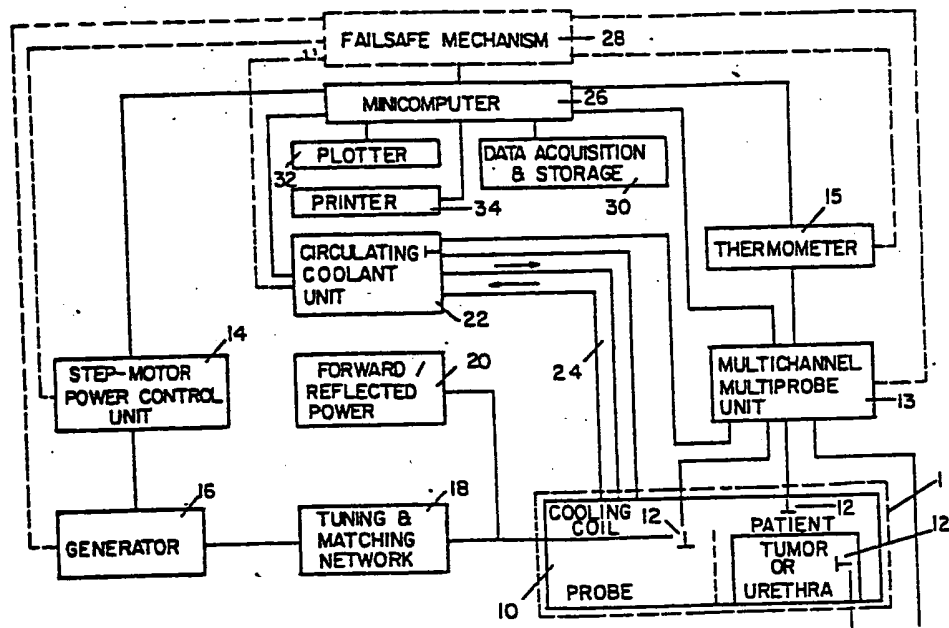 FAILSAFE MECHANISM
28
11
MINICOMPUTER
26
PLOTTER
32
DATA ACQUISITION
& STORAGE
30
PRINTER
34
15
THERMOMETER
CIRCULATING
COOLANT
UNIT
22
24
14
STEP-MOTOR
POWER CONTROL
UNIT
FORWARD /
REFLECTED
POWER
20
MULTICHANNEL
MULTIPROBE
UNIT
13
16
GENERATOR
18
TUNING &
MATCHING
NETWORK
1
COOLING
COIL
12
12
PATIENT
12
TUMOR
OR
URETHRA
10
PROBE